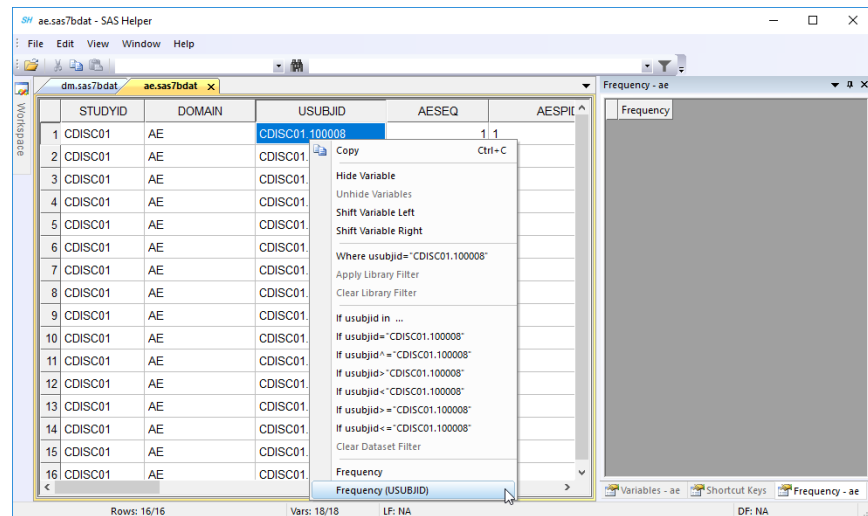 SH ae.sas7bdat - SAS Helper
File Edit View Window Help
dm.sas7bdat ae.sas7bdat x
Frequency - ae
Workspace
STUDYID DOMAIN USUBJID AESEQ AESPIC
Frequency
1 CDISC01 AE CDISC01.100008 1 1
2 CDISC01 AE CDISC01.
3 CDISC01 AE CDISC01.
4 CDISC01 AE CDISC01.
5 CDISC01 AE CDISC01.
6 CDISC01 AE CDISC01.
7 CDISC01 AE CDISC01.
8 CDISC01 AE CDISC01.
9 CDISC01 AE CDISC01.
10 CDISC01 AE CDISC01.
11 CDISC01 AE CDISC01.
12 CDISC01 AE CDISC01.
13 CDISC01 AE CDISC01.
14 CDISC01 AE CDISC01.
15 CDISC01 AE CDISC01.
16 CDISC01 AE CDISC01.
Copy Ctrl+C
Hide Variable
Unhide Variables
Shift Variable Left
Shift Variable Right
Where usubjid="CDISC01.100008"
Apply Library Filter
Clear Library Filter
If usubjid in ...
If usubjid="CDISC01.100008"
If usubjid^="CDISC01.100008"
If usubjid>"CDISC01.100008"
If usubjid<"CDISC01.100008"
If usubjid>="CDISC01.100008"
If usubjid<="CDISC01.100008"
Clear Dataset Filter
Frequency
Frequency (USUBJID)
Variables - ae Shortcut Keys Frequency - ae
Rows: 16/16 Vars: 18/18 LF: NA DF: NA